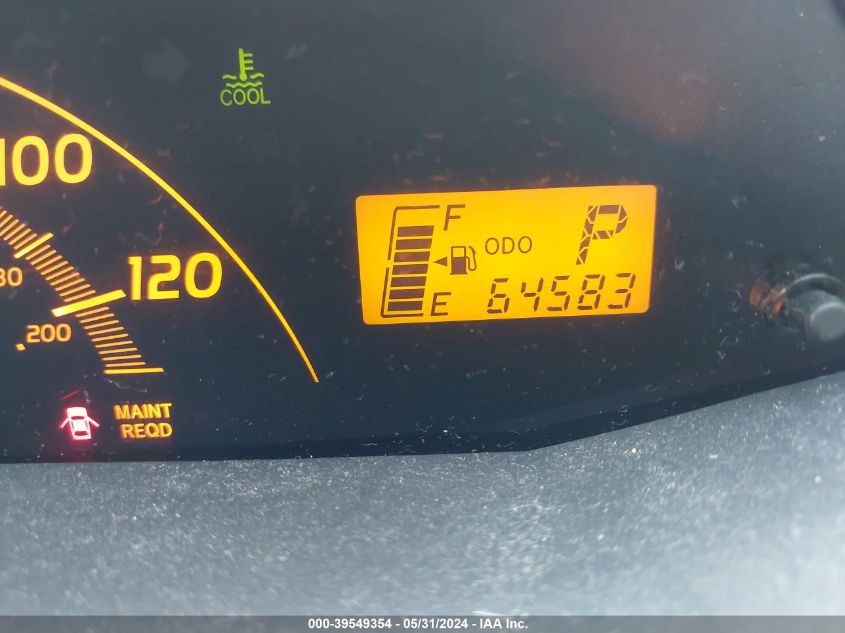 COOL
100
120
80
200
MAINT
REQD
F
P
ODO
E
64583
000-39549354 - 05/31/2024 - IAA Inc.